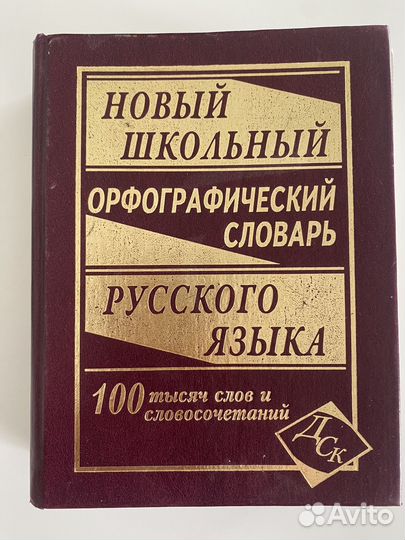 НОВЫЙ
ШКОЛЬНЫЙ
ОРФОГРАФИЧЕСКИЙ
СЛОВАРЬ
РУССКОГО
ЯЗЫКА
100 тысяч слов и
словосочетаний
ДСК
Avito